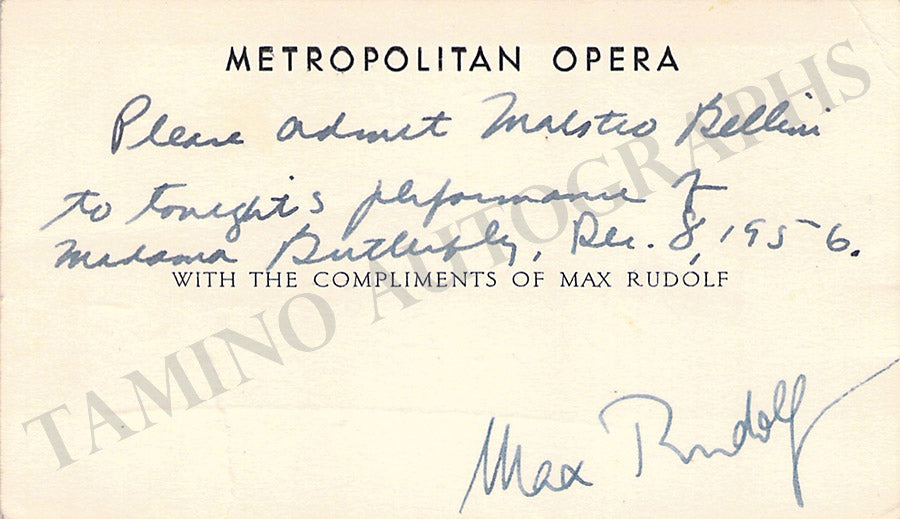 METROPOLITAN OPERA
Please admit Maestro Bellini
to tonight's performance of
Madama Butterfly, Dec. 8, 1956.
WITH THE COMPLIMENTS OF MAX RUDOLF
Max Rudolf
TAMINO AUTOGRAPHS